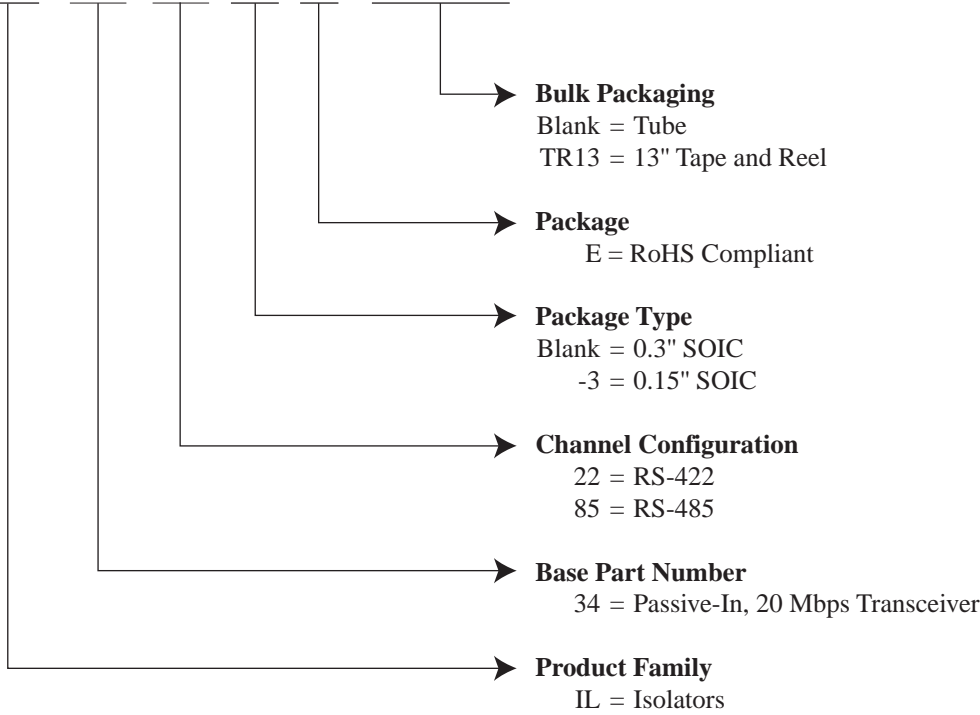 Bulk Packaging
Blank = Tube
TR13 = 13" Tape and Reel
Package
E = RoHS Compliant
Package Type
Blank = 0.3" SOIC
-3 = 0.15" SOIC
Channel Configuration
22 = RS-422
85 = RS-485
Base Part Number
34 = Passive-In, 20 Mbps Transceiver
Product Family
IL = Isolators